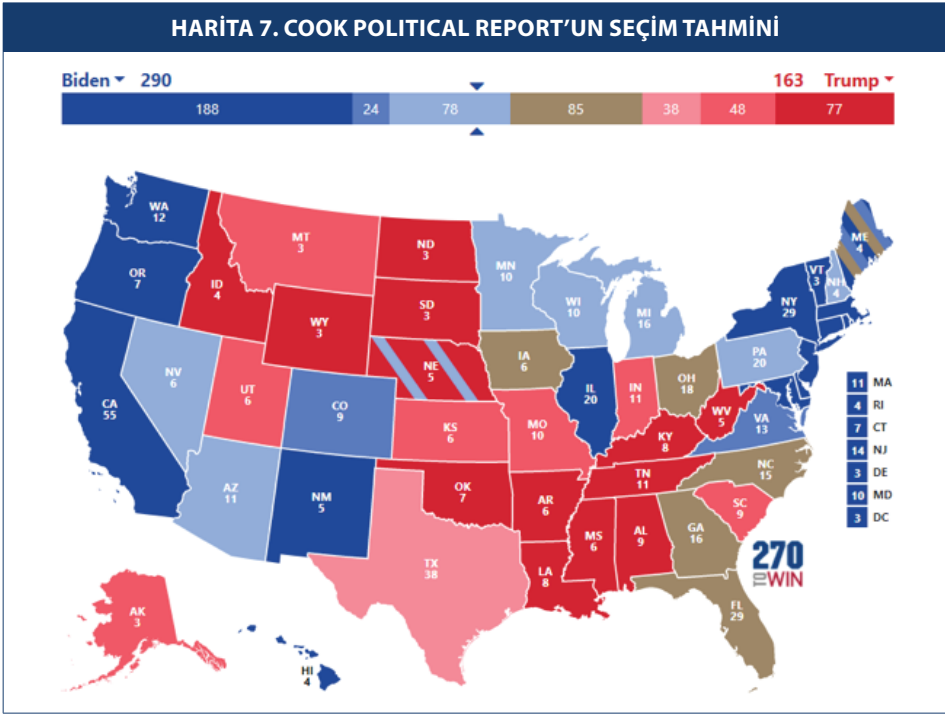 HARİTA 7. COOK POLITICAL REPORT'UN SEÇİM TAHMİNİ
Biden 290
163 Trump
188 24 78 85 38 48 77
WA
12
OR
7
CA
55
NV
6
ID
4
MT
3
WY
3
UT
6
AZ
11
CO
9
NM
5
ND
3
SD
3
NE
5
KS
6
OK
7
TX
38
MN
10
IA
6
MO
10
AR
6
LA
8
WI
10
IL
20
MI
16
IN
11
OH
18
KY
8
TN
11
MS
6
AL
9
GA
16
FL
29
SC
9
NC
15
VA
13
WV
5
PA
20
NY
29
VT
3
NH
4
ME
4
AK
3
HI
4
11 MA
4 RI
7 CT
14 NJ
3 DE
10 MD
3 DC
270
TO WIN